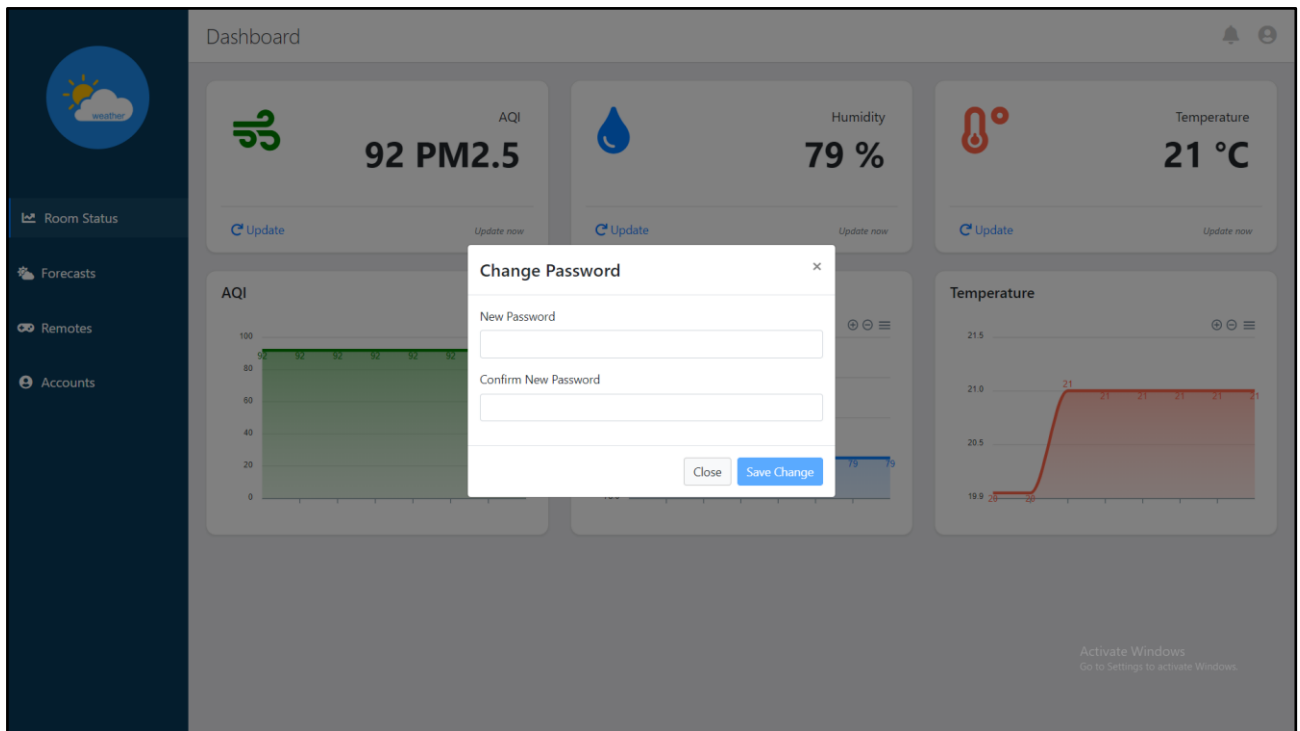 Dashboard
weather
Room Status
Forecasts
Remotes
Accounts
AQI
92 PM2.5
Update
Update now
Humidity
79 %
Update
Update now
Temperature
21 °C
Update
Update now
AQI
100
80
60
40
20
0
92 92 92 92 92 92
79 79
Temperature
21.5
21.0
20.5
19.9
20 20 21 21 21 21 21 21
Change Password
×
New Password
Confirm New Password
Close
Save Change
Activate Windows
Go to Settings to activate Windows.